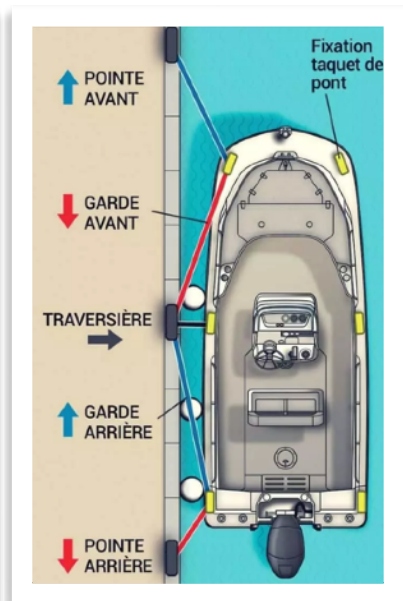 Fixation
taquet de
pont
POINTE
AVANT
GARDE
AVANT
TRAVERSIÈRE
GARDE
ARRIÈRE
POINTE
ARRIÈRE